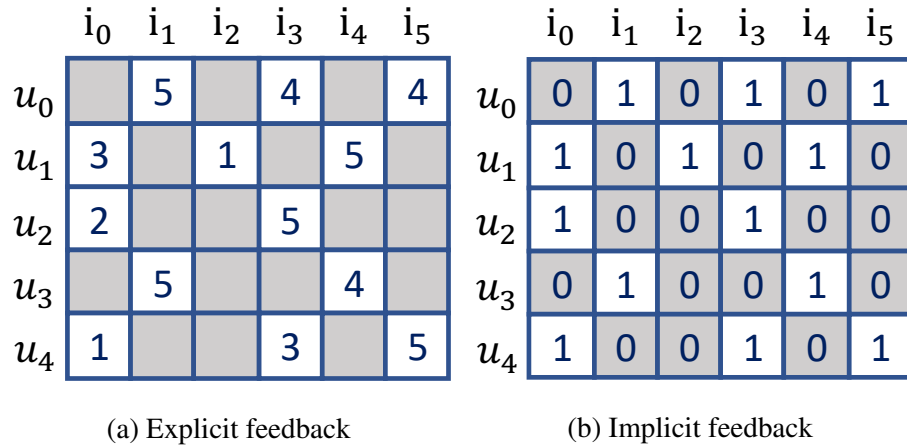 i₀ i₁ i₂ i₃ i₄ i₅
u₀ 5 4 4
u₁ 3 1 5
u₂ 2 5
u₃ 5 4
u₄ 1 3 5
(a) Explicit feedback
i₀ i₁ i₂ i₃ i₄ i₅
u₀ 0 1 0 1 0 1
u₁ 1 0 1 0 1 0
u₂ 1 0 0 1 0 0
u₃ 0 1 0 0 1 0
u₄ 1 0 0 1 0 1
(b) Implicit feedback